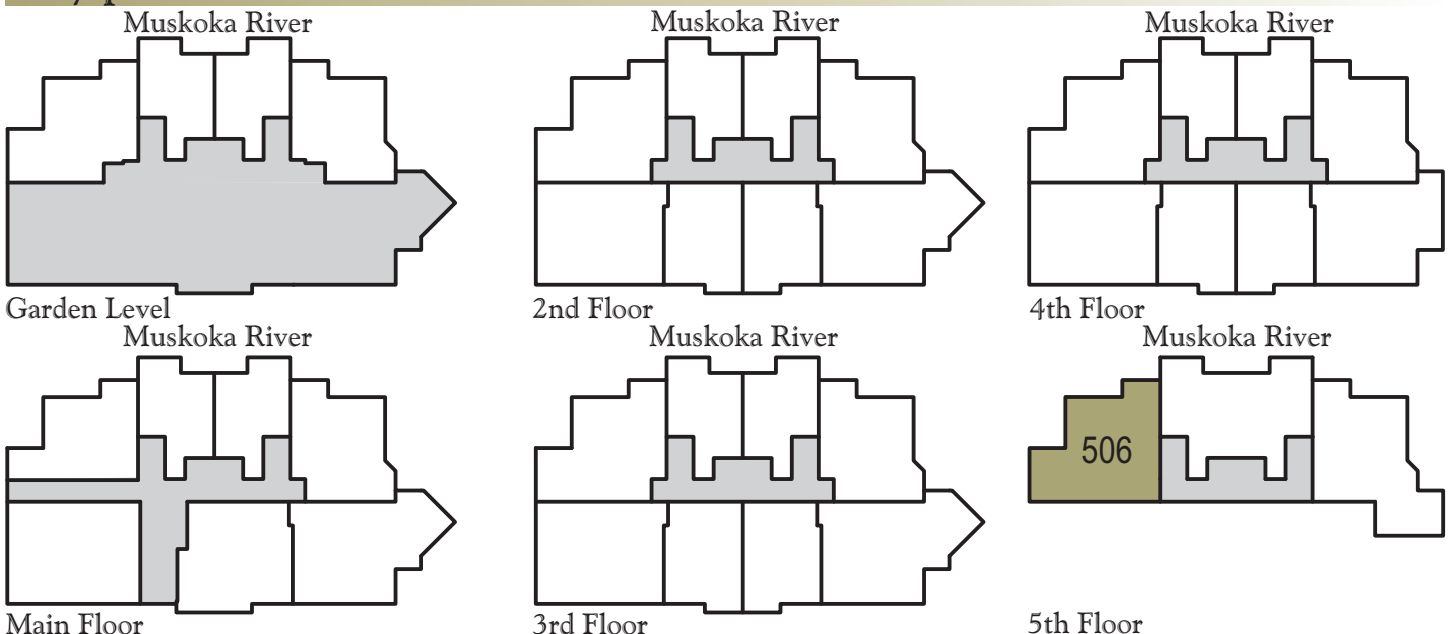 Muskoka River
Muskoka River
Muskoka River
Garden Level
2nd Floor
4th Floor
Muskoka River
Muskoka River
Muskoka River
506
Main Floor
3rd Floor
5th Floor